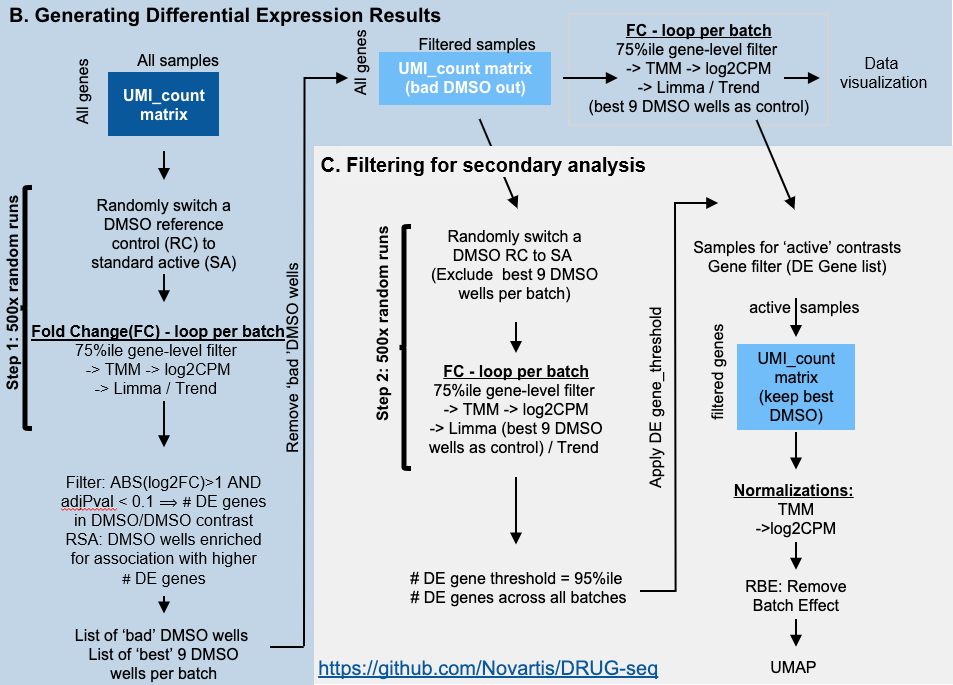 B. Generating Differential Expression Results
All samples
All genes
UMI_count
matrix
Step 1: 500x random runs
Randomly switch a
DMSO reference
control (RC) to
standard active (SA)
Fold Change(FC) - loop per batch
75%ile gene-level filter
-> TMM -> log2CPM
-> Limma / Trend
Filter: ABS(log2FC)>1 AND
adjPval < 0.1 ⟹ # DE genes
in DMSO/DMSO contrast
RSA: DMSO wells enriched
for association with higher
# DE genes
List of ‘bad’ DMSO wells
List of ‘best’ 9 DMSO
wells per batch
Remove ‘bad ’DMSO wells
All genes
Filtered samples
UMI_count matrix
(bad DMSO out)
FC - loop per batch
75%ile gene-level filter
-> TMM -> log2CPM
-> Limma / Trend
(best 9 DMSO wells as control)
Data
visualization
C. Filtering for secondary analysis
Step 2: 500x random runs
Randomly switch a
DMSO RC to SA
(Exclude best 9 DMSO
wells per batch)
FC - loop per batch
75%ile gene-level filter
-> TMM -> log2CPM
-> Limma (best 9 DMSO
wells as control) / Trend
# DE gene threshold = 95%ile
# DE genes across all batches
Apply DE gene_threshold
Samples for ‘active’ contrasts
Gene filter (DE Gene list)
active samples
filtered genes
UMI_count
matrix
(keep best
DMSO)
Normalizations:
TMM
->log2CPM
RBE: Remove
Batch Effect
UMAP
https://github.com/Novartis/DRUG-seq